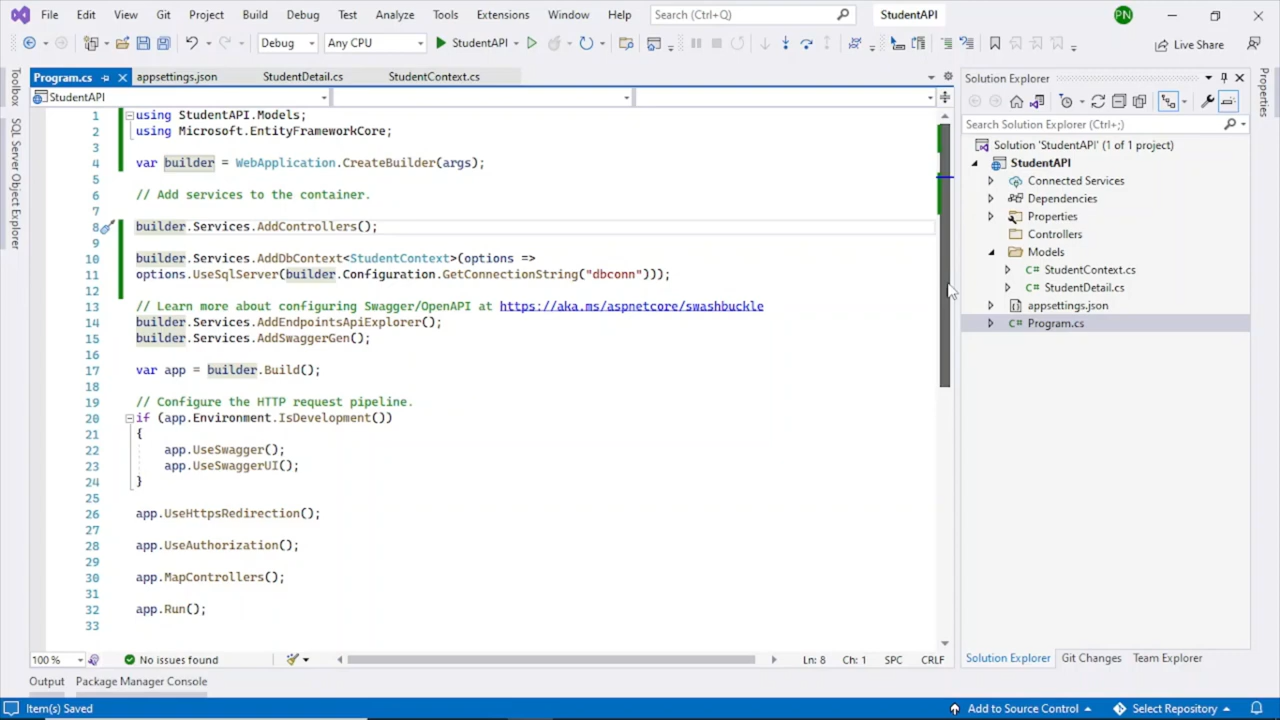 File Edit View Git Project Build Debug Test Analyze Tools Extensions Window Help Search (Ctrl+Q) StudentAPI PN
Debug Any CPU StudentAPI Live Share
Program.cs appsettings.json StudentDetail.cs StudentContext.cs
StudentAPI
Toolbox
SQL Server Object Explorer
1 using StudentAPI.Models;
2 using Microsoft.EntityFrameworkCore;
3
4 var builder = WebApplication.CreateBuilder(args);
5
6 // Add services to the container.
7
8 builder.Services.AddControllers();
9
10 builder.Services.AddDbContext<StudentContext>(options =>
11 options.UseSqlServer(builder.Configuration.GetConnectionString("dbconn")));
12
13 // Learn more about configuring Swagger/OpenAPI at https://aka.ms/aspnetcore/swashbuckle
14 builder.Services.AddEndpointsApiExplorer();
15 builder.Services.AddSwaggerGen();
16
17 var app = builder.Build();
18
19 // Configure the HTTP request pipeline.
20 if (app.Environment.IsDevelopment())
21 {
22 app.UseSwagger();
23 app.UseSwaggerUI();
24 }
25
26 app.UseHttpsRedirection();
27
28 app.UseAuthorization();
29
30 app.MapControllers();
31
32 app.Run();
33
100 % No issues found Ln: 8 Ch: 1 SPC CRLF
Output Package Manager Console
Solution Explorer
Search Solution Explorer (Ctrl+;)
Solution 'StudentAPI' (1 of 1 project)
StudentAPI
Connected Services
Dependencies
Properties
Controllers
Models
C# StudentContext.cs
C# StudentDetail.cs
appsettings.json
C# Program.cs
Solution Explorer Git Changes Team Explorer
Properties
Item(s) Saved Add to Source Control Select Repository